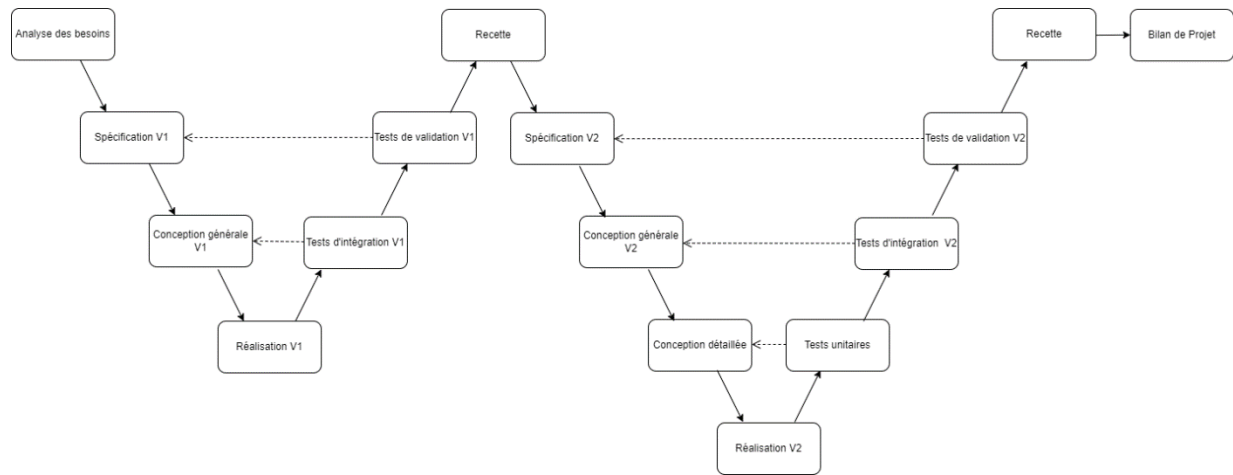 Analyse des besoins
Recette
Recette
Bilan de Projet
Spécification V1
Tests de validation V1
Spécification V2
Tests de validation V2
Conception générale
V1
Tests d'intégration V1
Conception générale
V2
Tests d'intégration V2
Réalisation V1
Conception détaillée
Tests unitaires
Réalisation V2